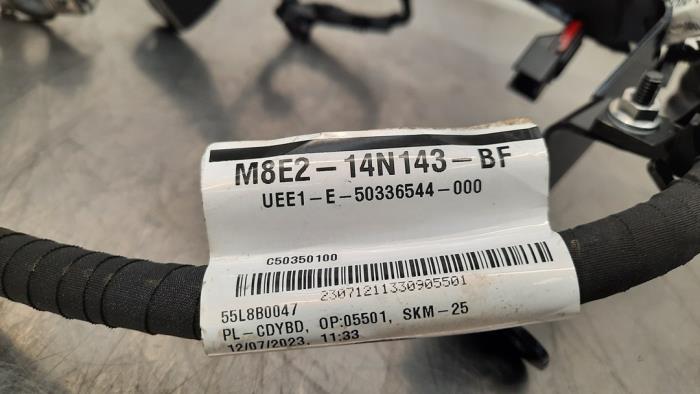 M8E2-14N143-BF
UEE1-E-50336544-000
C50350100
23071211330905501
55L8B0047
PL-CDYBD, OP:05501, SKM-25
12/07/2023, 11:33